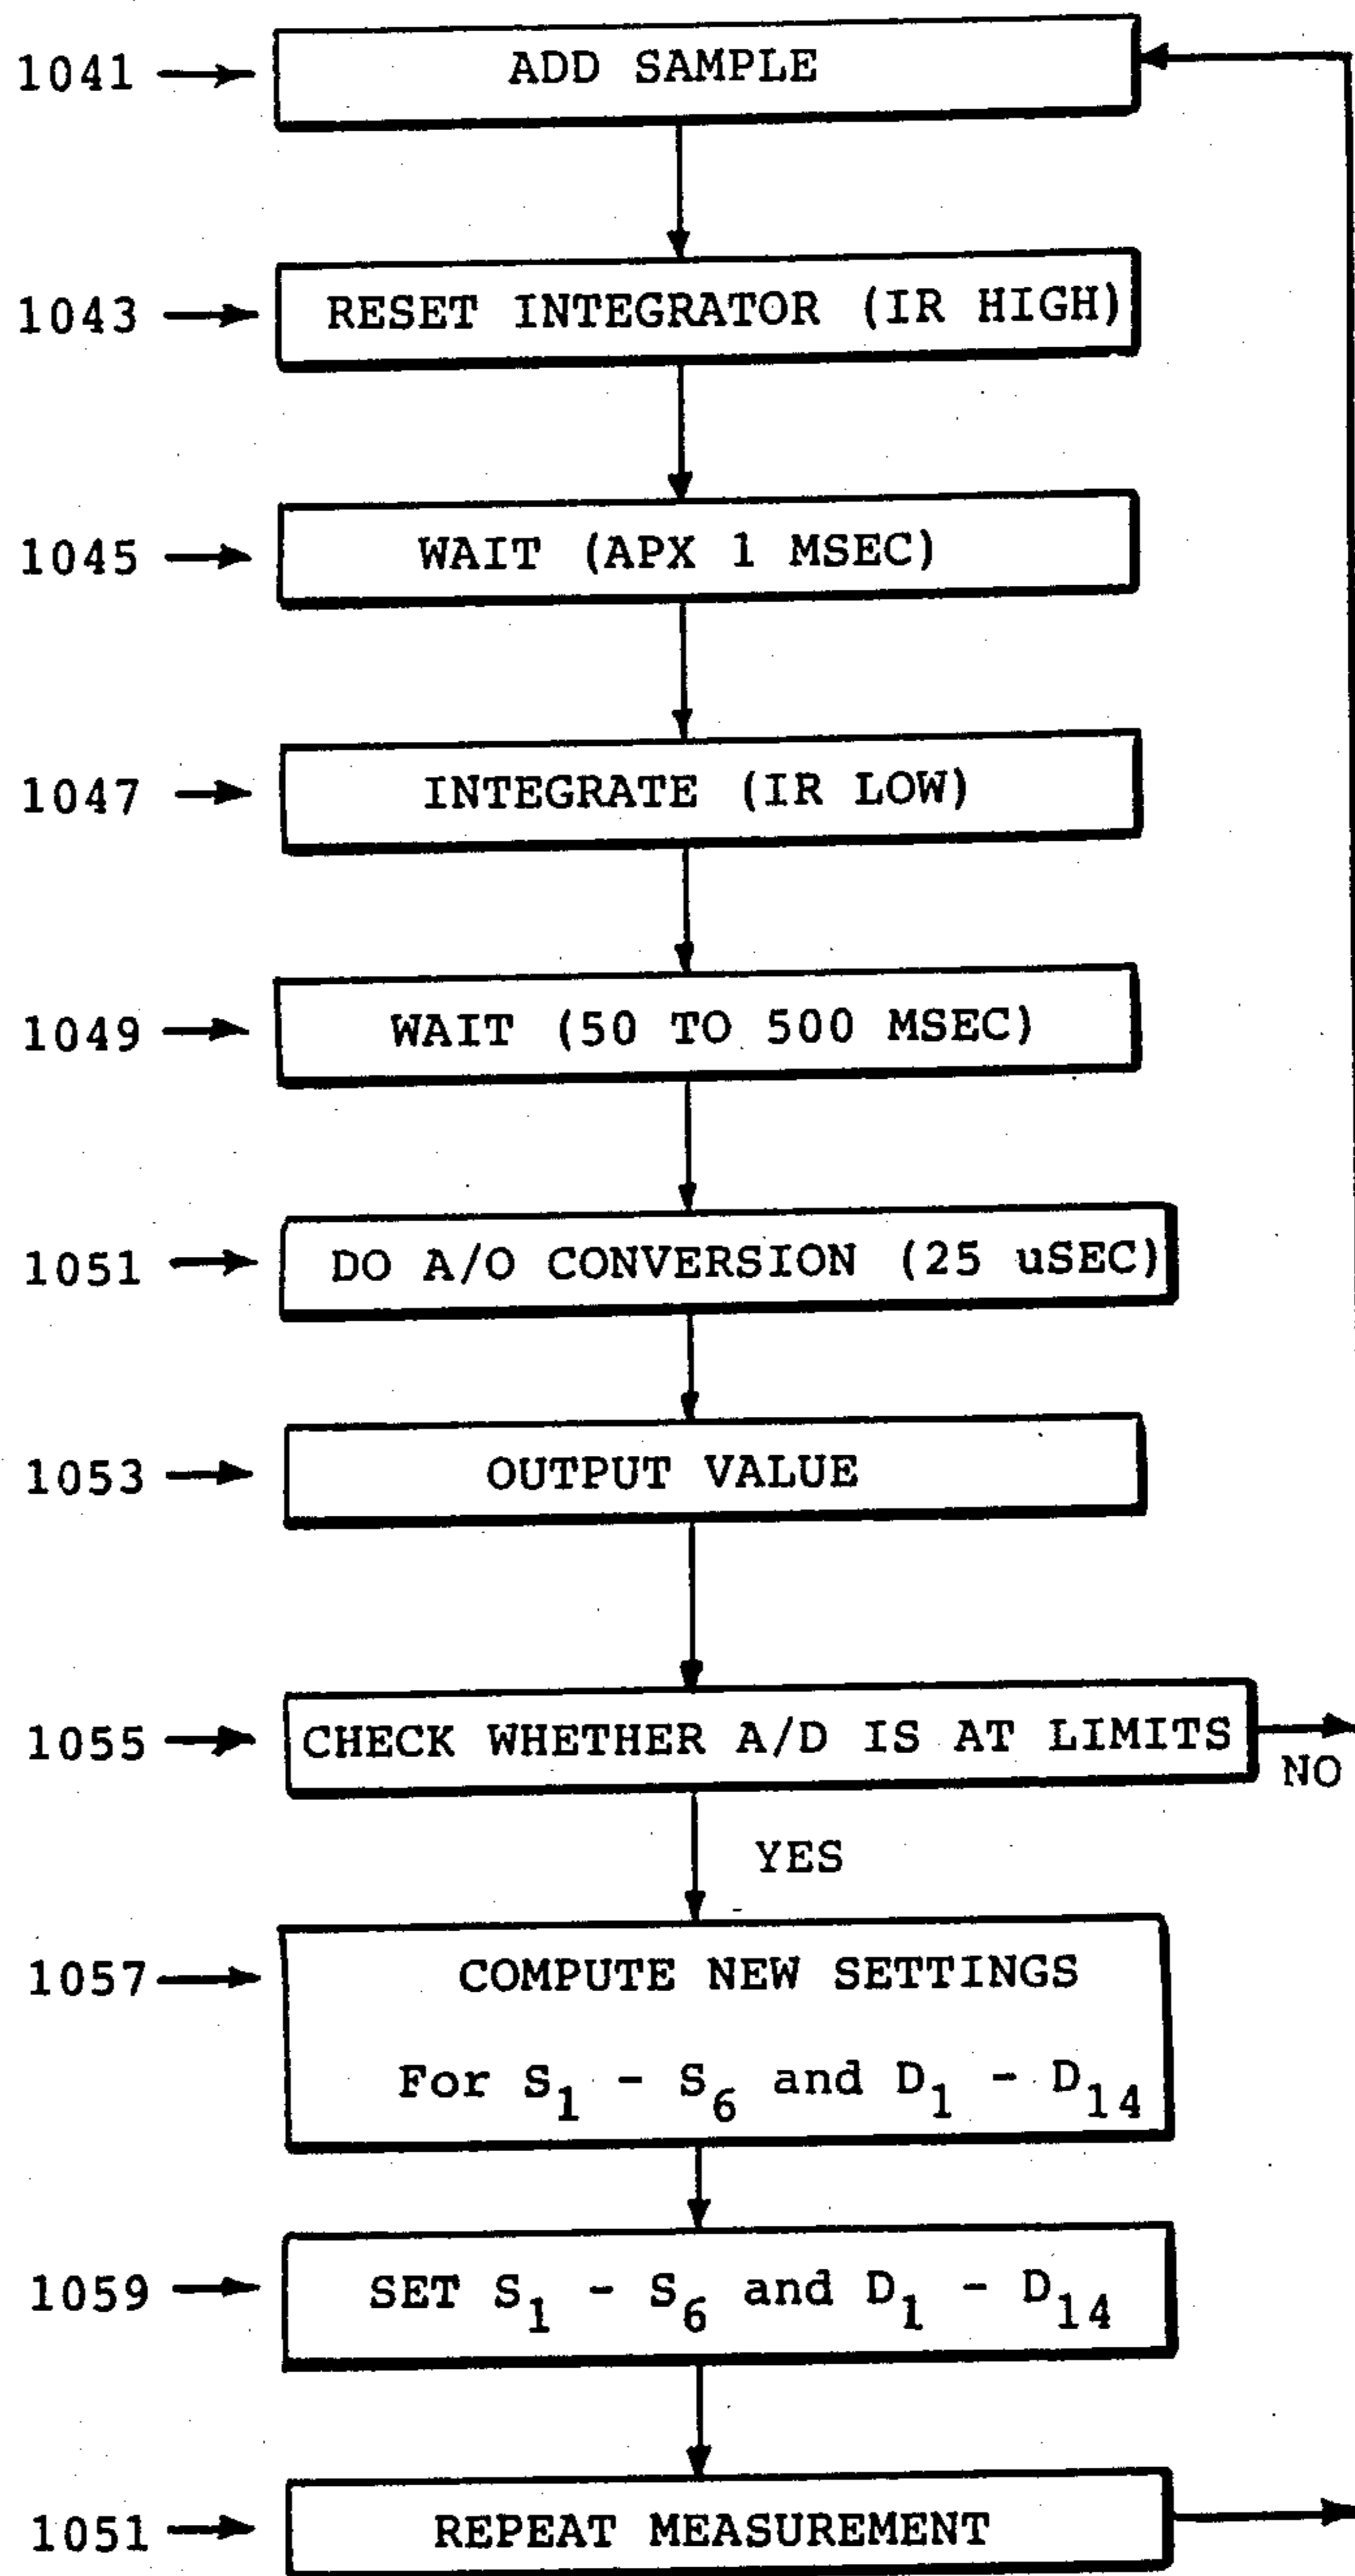 1041 ADD SAMPLE
1043 RESET INTEGRATOR (IR HIGH)
1045 WAIT (APX 1 MSEC)
1047 INTEGRATE (IR LOW)
1049 WAIT (50 TO 500 MSEC)
1051 DO A/O CONVERSION (25 uSEC)
1053 OUTPUT VALUE
1055 CHECK WHETHER A/D IS AT LIMITS
NO
YES
1057 COMPUTE NEW SETTINGS
For S1 - S6 and D1 - D14
1059 SET S1 - S6 and D1 - D14
1051 REPEAT MEASUREMENT